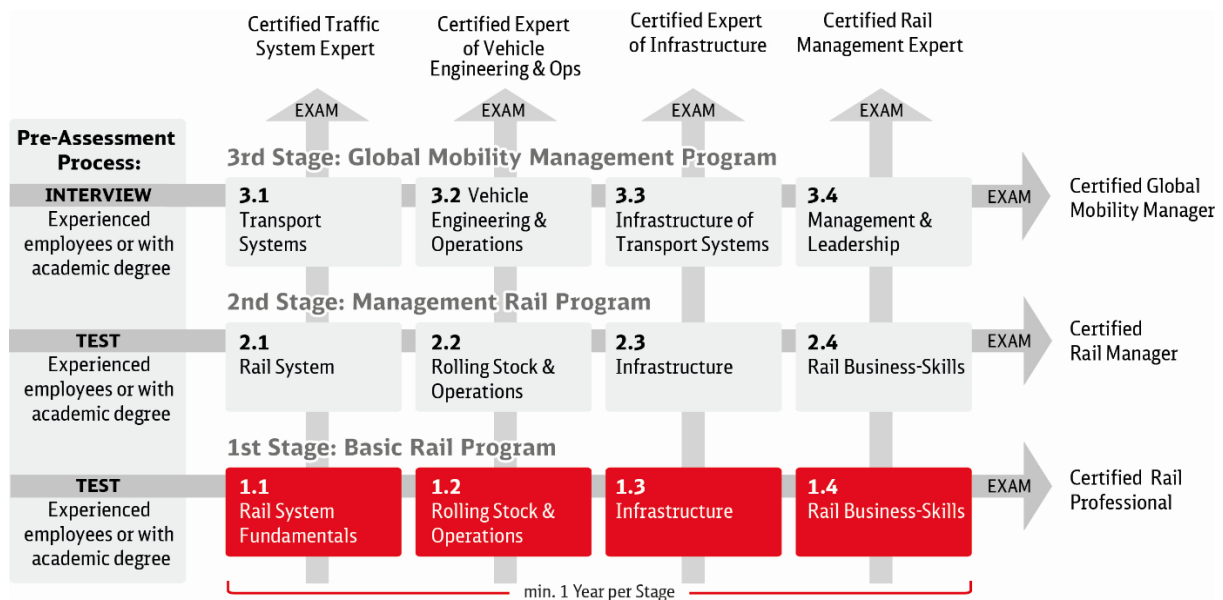 Certified Traffic
System Expert
Certified Expert
of Vehicle
Engineering & Ops
Certified Expert
of Infrastructure
Certified Rail
Management Expert
EXAM
EXAM
EXAM
EXAM
Pre-Assessment
Process:
3rd Stage: Global Mobility Management Program
INTERVIEW
Experienced
employees or with
academic degree
3.1
Transport
Systems
3.2 Vehicle
Engineering &
Operations
3.3
Infrastructure of
Transport Systems
3.4
Management &
Leadership
EXAM
Certified Global
Mobility Manager
2nd Stage: Management Rail Program
TEST
Experienced
employees or with
academic degree
2.1
Rail System
2.2
Rolling Stock &
Operations
2.3
Infrastructure
2.4
Rail Business-Skills
EXAM
Certified
Rail Manager
1st Stage: Basic Rail Program
TEST
Experienced
employees or with
academic degree
1.1
Rail System
Fundamentals
1.2
Rolling Stock &
Operations
1.3
Infrastructure
1.4
Rail Business-Skills
EXAM
Certified Rail
Professional
min. 1 Year per Stage